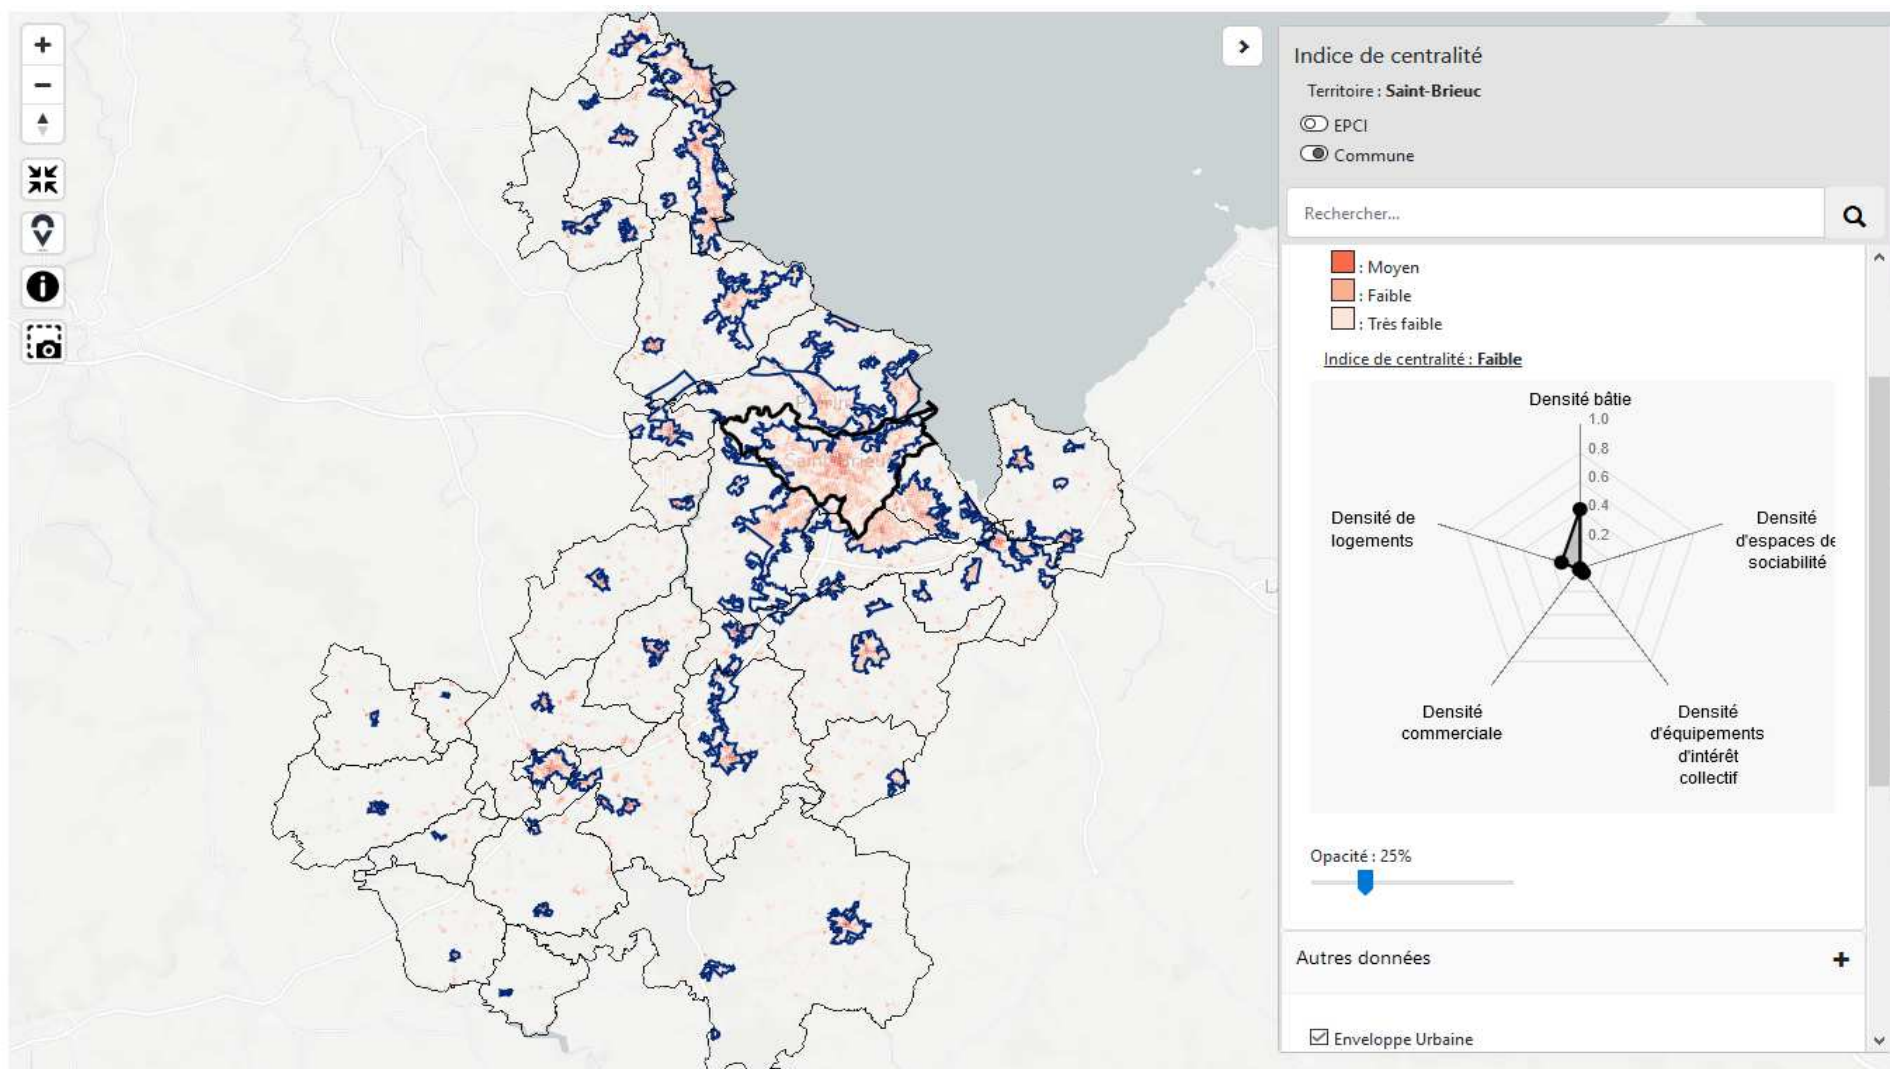 Indice de centralité
Territoire : Saint-Brieuc
EPCI
Commune
Rechercher...
: Moyen
: Faible
: Très faible
Indice de centralité : Faible
Densité bâtie
1.0
0.8
0.6
0.4
0.2
Densité de
logements
Densité
d'espaces de
sociabilité
Densité
commerciale
Densité
d'équipements
d'intérêt
collectif
Opacité : 25%
Autres données
Enveloppe Urbaine
Saint-Brieuc